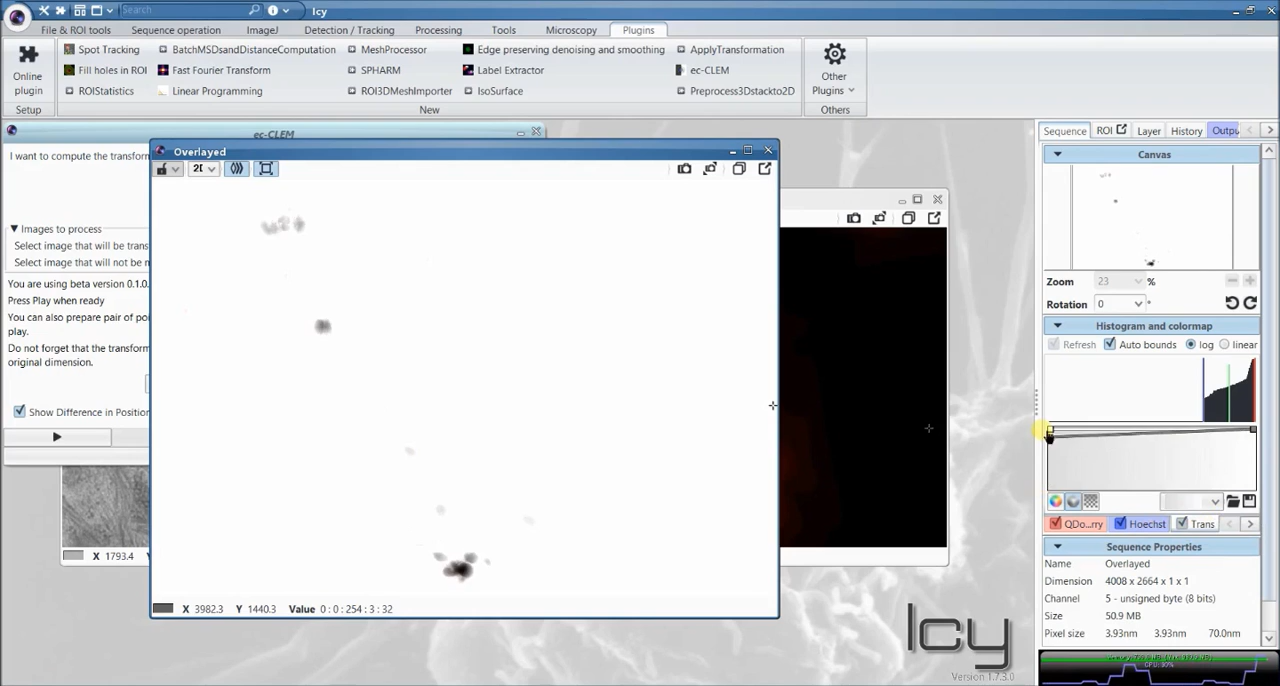 Search
Icy
File & ROI tools Sequence operation ImageJ Detection / Tracking Processing Tools Microscopy Plugins
Online plugin
Setup
Spot Tracking BatchMSDsandDistanceComputation MeshProcessor Edge preserving denoising and smoothing ApplyTransformation
Fill holes in ROI Fast Fourier Transform SPHARM Label Extractor ec-CLEM
ROIStatistics Linear Programming ROI3DMeshImporter IsoSurface Preprocess3Dstackto2D
New
Other Plugins
Others
ec-CLEM
I want to compute the transform
Images to process
Select image that will be trans
Select image that will not be m
You are using beta version 0.1.0.
Press Play when ready
You can also prepare pair of po
play.
Do not forget that the transform
original dimension.
Show Difference in Position
X 1793.4
Overlayed
X 3982.3 Y 1440.3 Value 0 : 0 : 254 : 3 : 32
Sequence ROI Layer History Outpu
Canvas
Zoom 23 %
Rotation 0 °
Histogram and colormap
Refresh Auto bounds log linear
QDo...rry Hoechst Trans
Sequence Properties
Name Overlayed
Dimension 4008 x 2664 x 1 x 1
Channel 5 - unsigned byte (8 bits)
Size 50.9 MB
Pixel size 3.93nm 3.93nm 70.0nm
Icy
Version 1.7.3.0